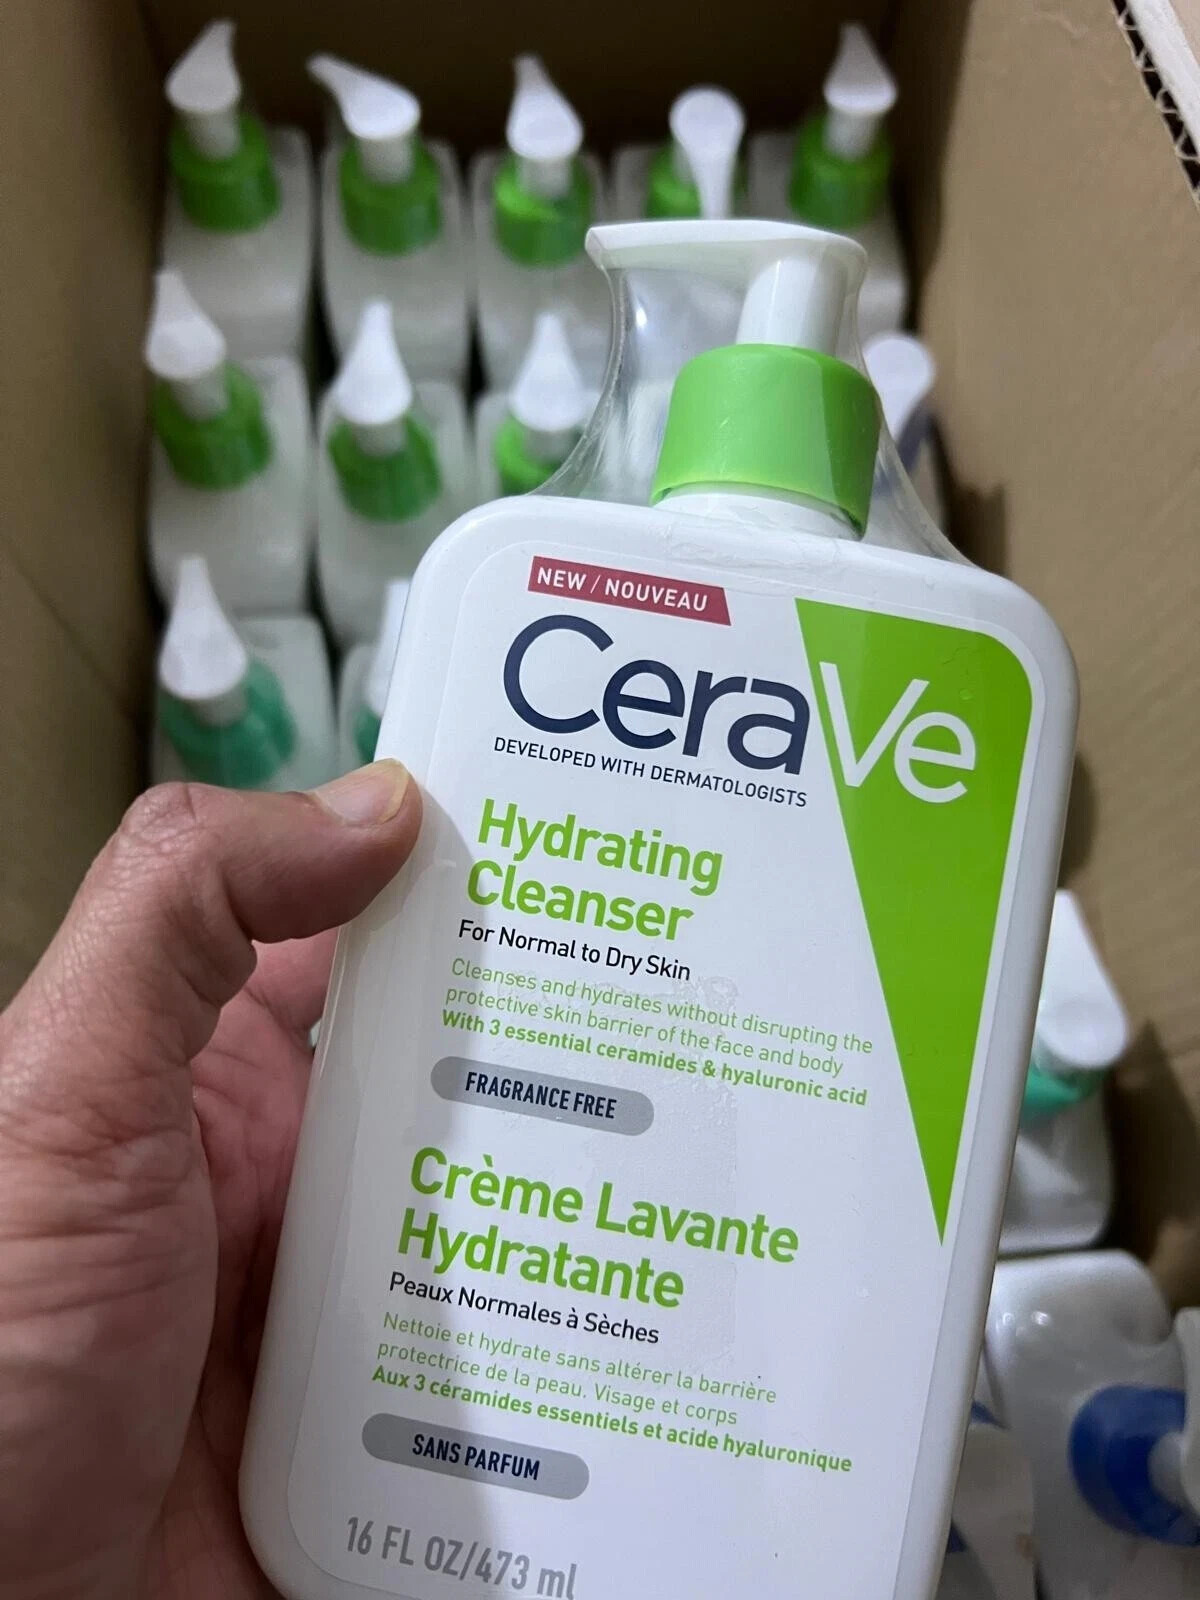 NEW / NOUVEAU
CeraVe
DEVELOPED WITH DERMATOLOGISTS
Hydrating
Cleanser
For Normal to Dry Skin
Cleanses and hydrates without disrupting the
protective skin barrier of the face and body
With 3 essential ceramides & hyaluronic acid
FRAGRANCE FREE
Crème Lavante
Hydratante
Peaux Normales à Sèches
Nettoie et hydrate sans altérer la barrière
protectrice de la peau. Visage et corps
Aux 3 céramides essentiels et acide hyaluronique
SANS PARFUM
16 FL OZ/473 ml